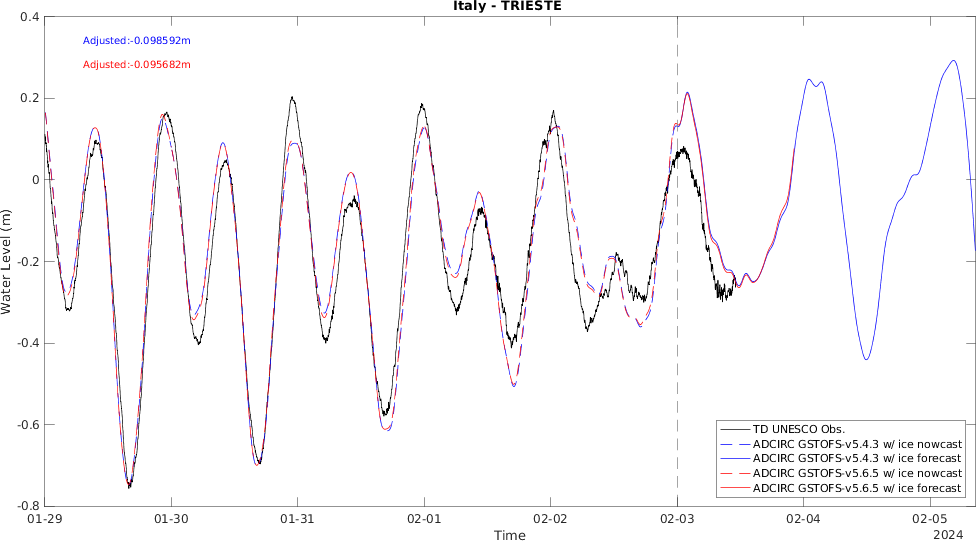 Italy - TRIESTE
Adjusted:-0.098592m
Adjusted:-0.095682m
0.4
0.2
0
-0.2
-0.4
-0.6
-0.8
Water Level (m)
TD UNESCO Obs.
ADCIRC GSTOFS-v5.4.3 w/ ice nowcast
ADCIRC GSTOFS-v5.4.3 w/ ice forecast
ADCIRC GSTOFS-v5.6.5 w/ ice nowcast
ADCIRC GSTOFS-v5.6.5 w/ ice forecast
01-29 01-30 01-31 02-01 02-02 02-03 02-04 02-05
Time
2024